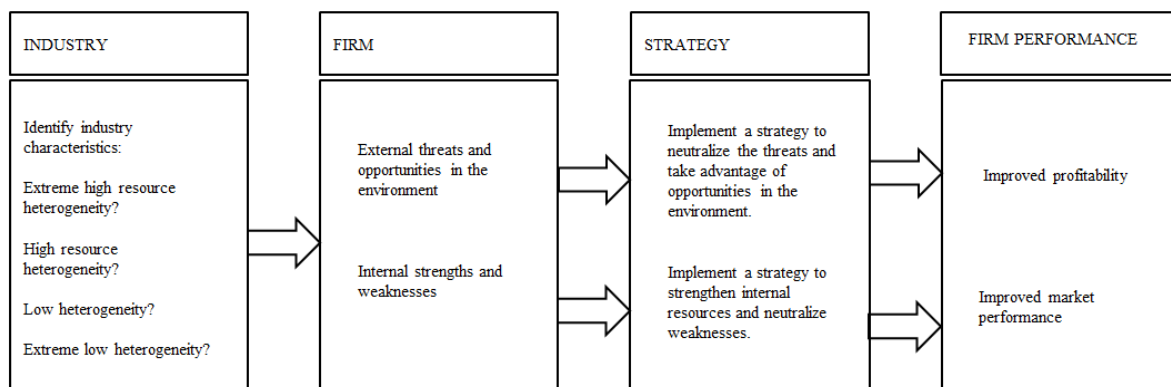 INDUSTRY
Identify industry
characteristics:
Extreme high resource
heterogeneity?
High resource
heterogeneity?
Low heterogeneity?
Extreme low heterogeneity?
FIRM
External threats and
opportunities in the
environment
Internal strengths and
weaknesses
STRATEGY
Implement a strategy to
neutralize the threats and
take advantage of
opportunities in the
environment.
Implement a strategy to
strengthen internal
resources and neutralize
weaknesses.
FIRM PERFORMANCE
Improved profitability
Improved market
performance